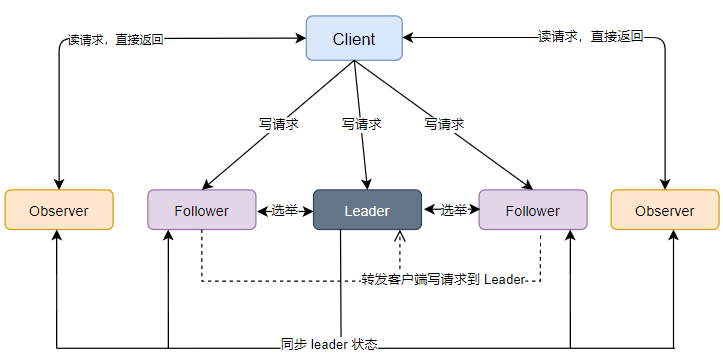 Client
读请求，直接返回
读请求，直接返回
写请求
写请求
写请求
Observer
Follower
选举
Leader
选举
Follower
Observer
转发客户端写请求到 Leader
同步 leader 状态